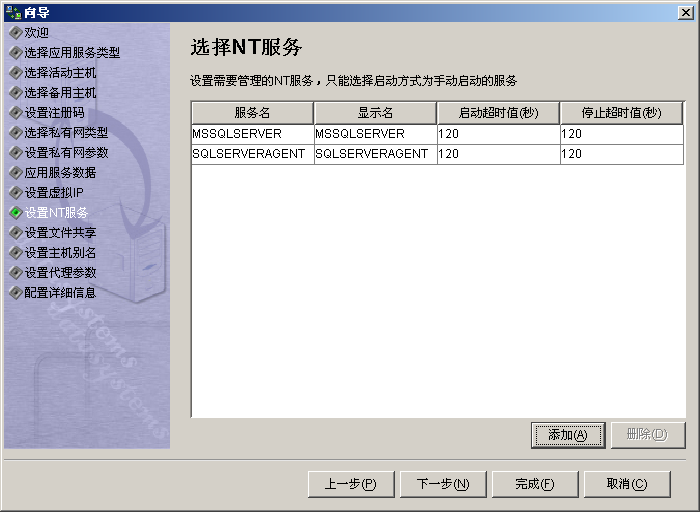 向导
欢迎
选择应用服务类型
选择活动主机
选择备用主机
设置注册码
选择私有网类型
设置私有网参数
应用服务数据
设置虚拟IP
设置NT服务
设置文件共享
设置主机别名
设置代理参数
配置详细信息
选择NT服务
设置需要管理的NT服务，只能选择启动方式为手动启动的服务
服务名 显示名 启动超时值(秒) 停止超时值(秒)
MSSQLSERVER MSSQLSERVER 120 120
SQLSERVERAGENT SQLSERVERAGENT 120 120
添加(A) 删除(D)
上一步(P) 下一步(N) 完成(F) 取消(C)